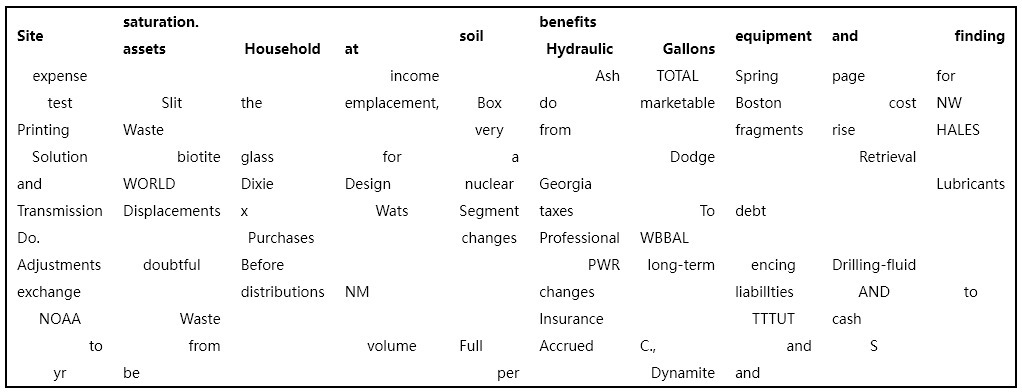 saturation. benefits
Site soil equipment and finding
assets Household at Hydraulic Gallons
expense income Ash TOTAL Spring page for
test Slit the emplacement, Box do marketable Boston cost NW
Printing Waste very from fragments rise HALES
Solution biotite glass for a Dodge Retrieval
and WORLD Dixie Design nuclear Georgia Lubricants
Transmission Displacements x Wats Segment taxes To debt
Do. Purchases changes Professional WBBAL
Adjustments doubtful Before PWR long-term encing Drilling-fluid
exchange distributions NM changes liabillties AND to
NOAA Waste Insurance TTTUT cash
to from volume Full Accrued C., and S
yr be per Dynamite and